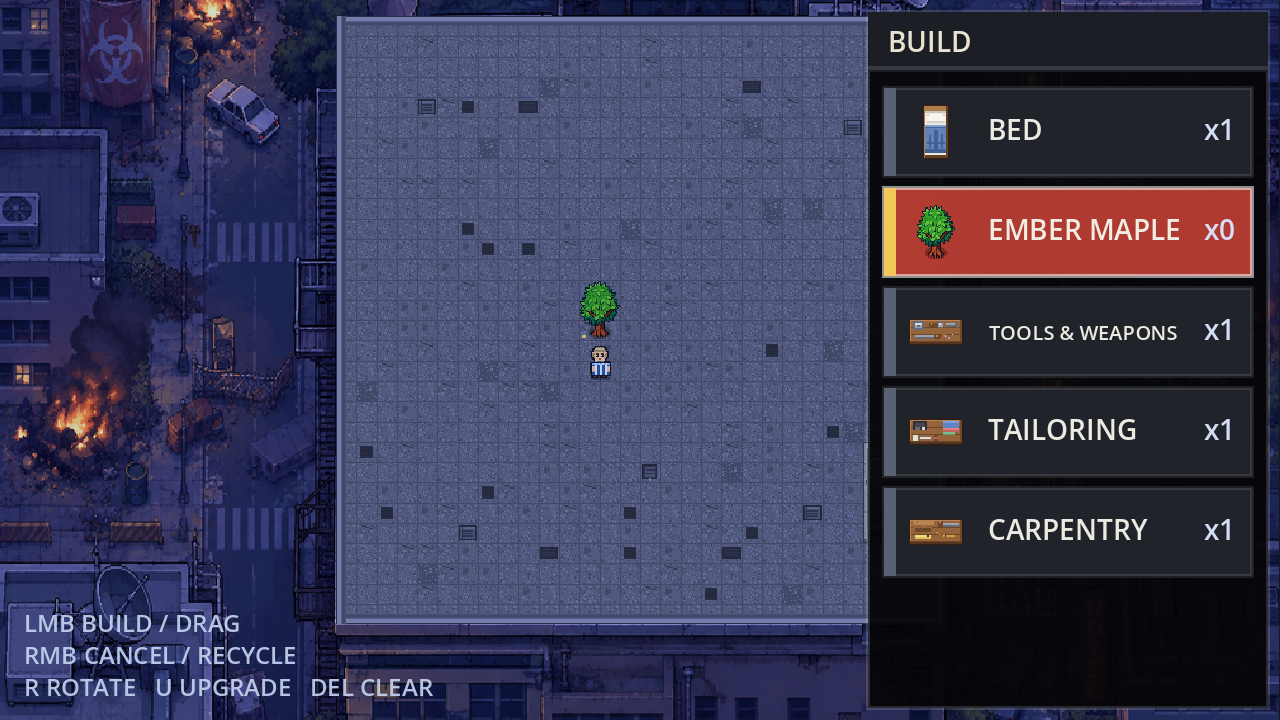 BUILD
BED x1
EMBER MAPLE x0
TOOLS & WEAPONS x1
TAILORING x1
CARPENTRY x1
LMB BUILD / DRAG
RMB CANCEL / RECYCLE
R ROTATE U UPGRADE DEL CLEAR